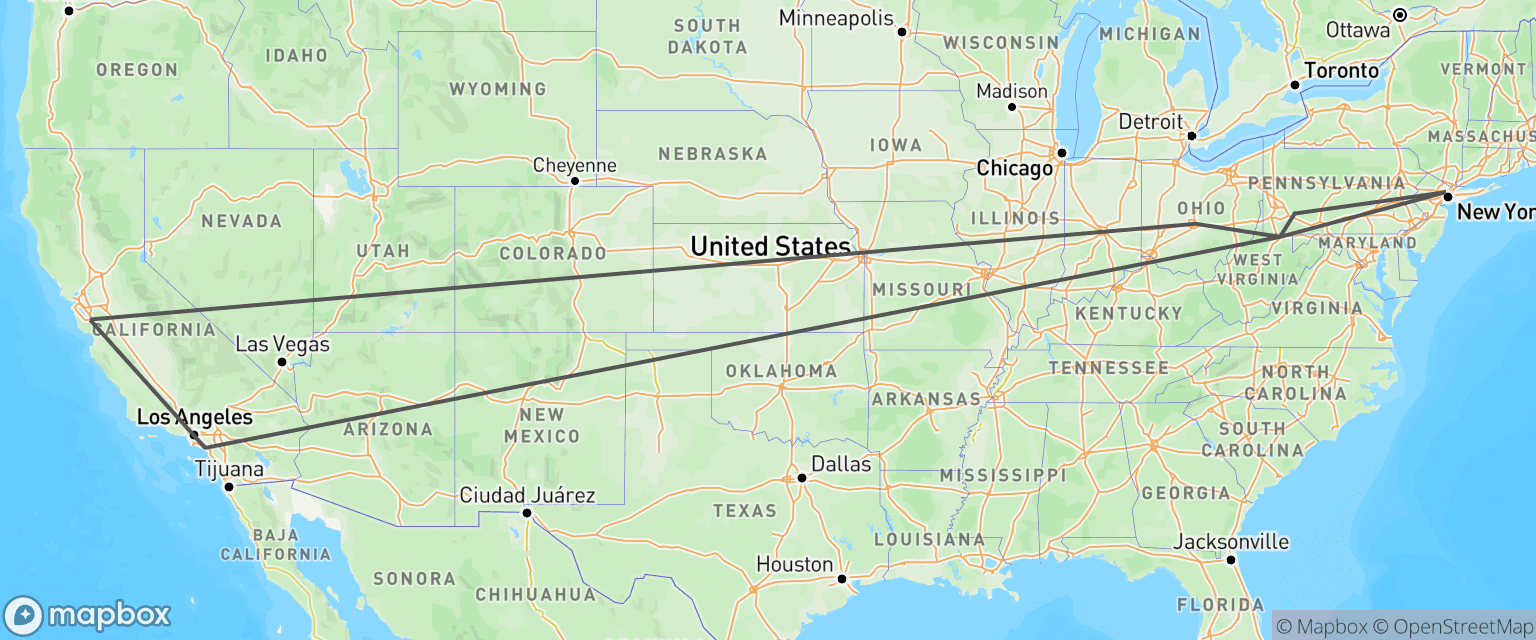 Minneapolis
Ottawa
SOUTH
DAKOTA
WISCONSIN
MICHIGAN
IDAHO
OREGON
Toronto
VERMONT
WYOMING
Madison
Detroit
MASSACHUS
IOWA
NEBRASKA
Cheyenne
Chicago
PENNSYLVANIA
NEVADA
OHIO
New Yor
ILLINOIS
UTAH
COLORADO
United States
MARYLAND
WEST
VIRGINIA
MISSOURI
VIRGINIA
KENTUCKY
CALIFORNIA
Las Vegas
OKLAHOMA
TENNESSEE
NORTH
CAROLINA
ARKANSAS
Los Angeles
NEW
MEXICO
ARIZONA
SOUTH
CAROLINA
Tijuana
Dallas
MISSISSIPPI
GEORGIA
Ciudad Juárez
TEXAS
BAJA
CALIFORNIA
LOUISIANA
Jacksonville
Houston
SONORA
CHIHUAHUA
FLORIDA
mapbox
© Mapbox © OpenStreetMap